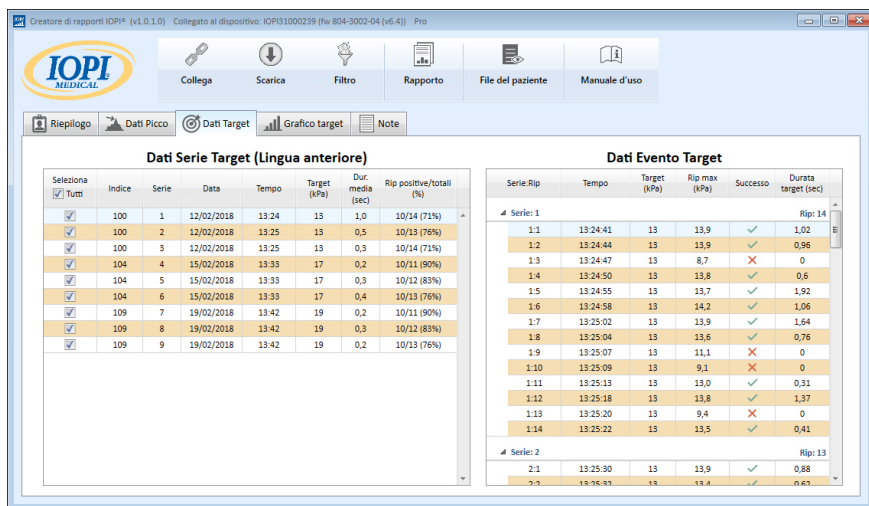 Creatore di rapporti IOPI® (v1.0.1.0) Collegato al dispositivo: IOPI31000239 (fw 804-3002-04 (v6.4)) Pro
IOPI
MEDICAL
Collega Scarica Filtro Rapporto File del paziente Manuale d'uso
Riepilogo Dati Picco Dati Target Grafico target Note
Dati Serie Target (Lingua anteriore)
Seleziona Tutti Indice Serie Data Tempo Target (kPa) Dur. media (sec) Rip positive/totali (%)
100 1 12/02/2018 13:24 13 1,0 10/14 (71%)
100 2 12/02/2018 13:25 13 0,5 10/13 (76%)
100 3 12/02/2018 13:25 13 0,3 10/14 (71%)
104 4 15/02/2018 13:33 17 0,2 10/11 (90%)
104 5 15/02/2018 13:33 17 0,3 10/12 (83%)
104 6 15/02/2018 13:33 17 0,4 10/13 (76%)
109 7 19/02/2018 13:42 19 0,2 10/11 (90%)
109 8 19/02/2018 13:42 19 0,3 10/12 (83%)
109 9 19/02/2018 13:42 19 0,2 10/13 (76%)
Dati Evento Target
Serie:Rip Tempo Target (kPa) Rip max (kPa) Successo Durata target (sec)
Serie: 1 Rip: 14
1:1 13:24:41 13 13,9 1,02
1:2 13:24:44 13 13,9 0,96
1:3 13:24:47 13 8,7 0
1:4 13:24:50 13 13,8 0,6
1:5 13:24:55 13 13,7 1,92
1:6 13:24:58 13 14,2 1,06
1:7 13:25:02 13 13,9 1,64
1:8 13:25:04 13 13,6 0,76
1:9 13:25:07 13 11,1 0
1:10 13:25:09 13 9,1 0
1:11 13:25:13 13 13,0 0,31
1:12 13:25:18 13 13,8 1,37
1:13 13:25:20 13 9,4 0
1:14 13:25:22 13 13,5 0,41
Serie: 2 Rip: 13
2:1 13:25:30 13 13,9 0,88
2:2 13:25:32 13 13,4 0,62